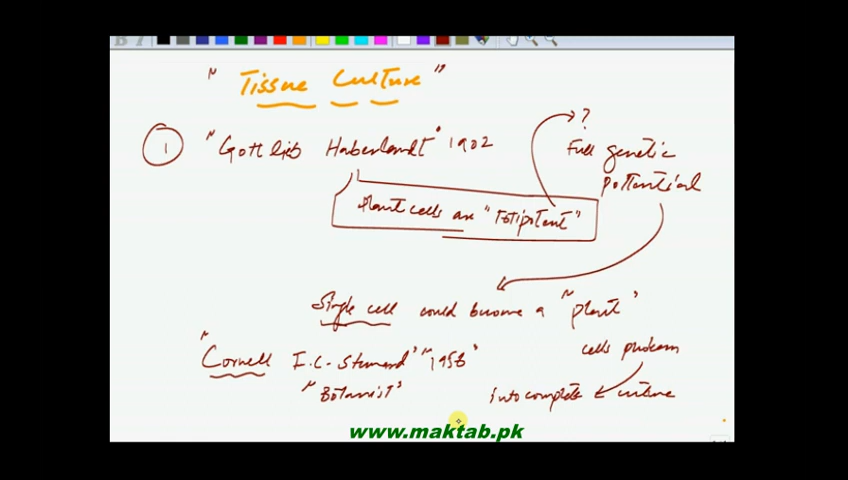 " Tissue Culture "
1 "Gottlieb Haberlandt" 1902
?
Full genetic
Potential
Plant cells are "Totipotent"
Single cell could become a "plant"
"Cornell F.C. Steward" "1958"
"Botanist"
cells phloem
into complete culture
www.maktab.pk